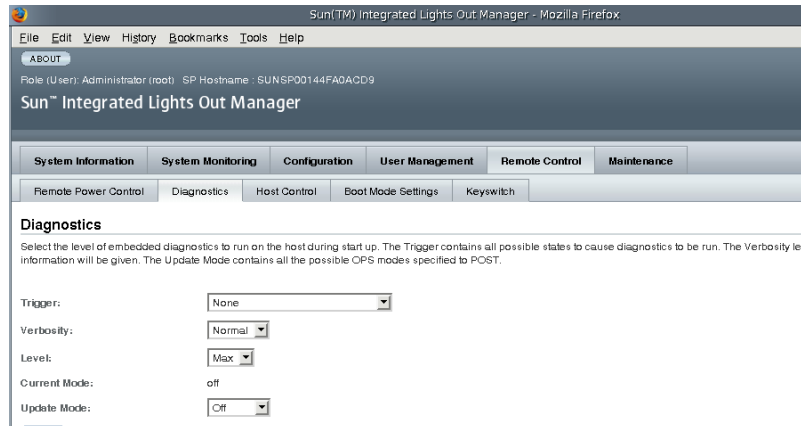 Sun(TM) Integrated Lights Out Manager - Mozilla Firefox
File Edit View History Bookmarks Tools Help
ABOUT
Role (User): Administrator (root) SP Hostname : SUNSP00144FA0ACD9
Sun™ Integrated Lights Out Manager
System Information System Monitoring Configuration User Management Remote Control Maintenance
Remote Power Control Diagnostics Host Control Boot Mode Settings Keyswitch
Diagnostics
Select the level of embedded diagnostics to run on the host during start up. The Trigger contains all possible states to cause diagnostics to be run. The Verbosity le
information will be given. The Update Mode contains all the possible OPS modes specified to POST.
Trigger: None
Verbosity: Normal
Level: Max
Current Mode: off
Update Mode: Off